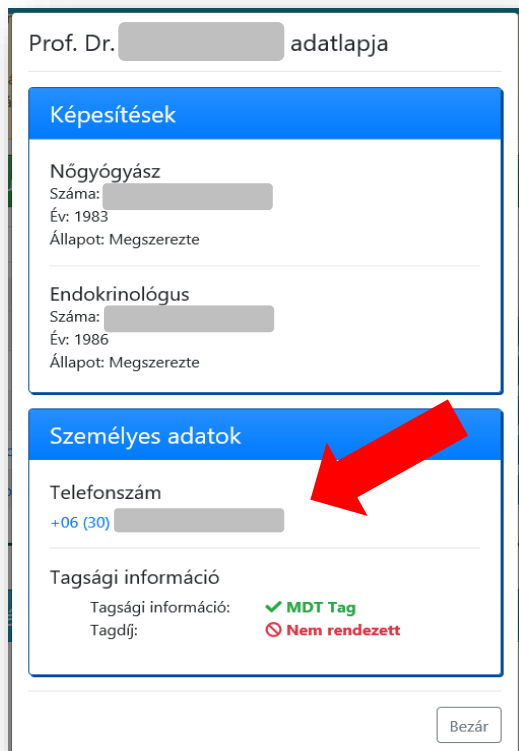 Prof. Dr. adatlapja
Képesítések
Nőgyógyász
Száma:
Év: 1983
Állapot: Megszerezte
Endokrinológus
Száma:
Év: 1986
Állapot: Megszerezte
Személyes adatok
Telefonszám
+06 (30)
Tagsági információ
Tagsági információ: MDT Tag
Tagdíj: Nem rendezett
Bezár